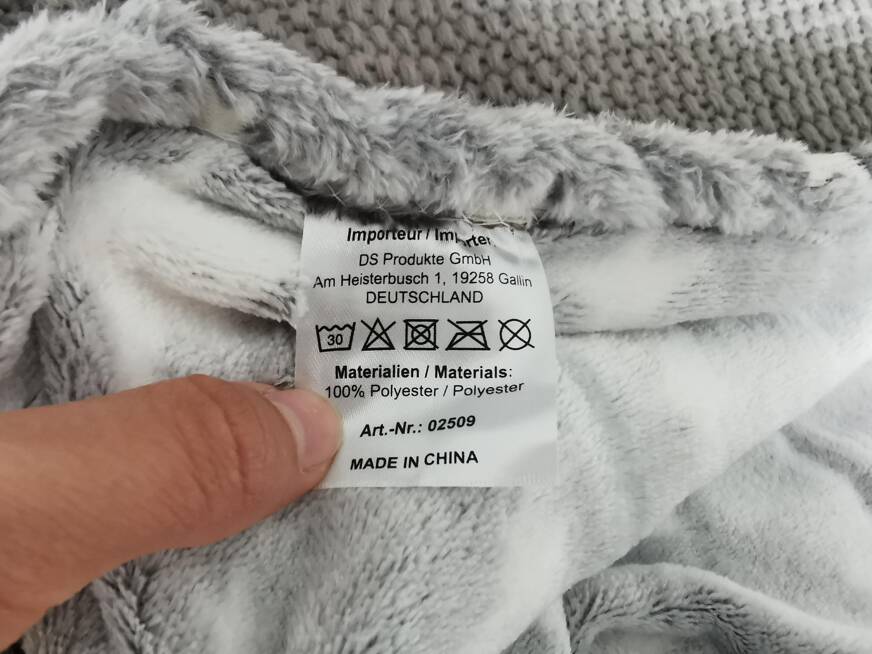 Importeur / Importer
DS Produkte GmbH
Am Heisterbusch 1, 19258 Gallin
DEUTSCHLAND
30
Materialien / Materials:
100% Polyester / Polyester
Art.-Nr.: 02509
MADE IN CHINA